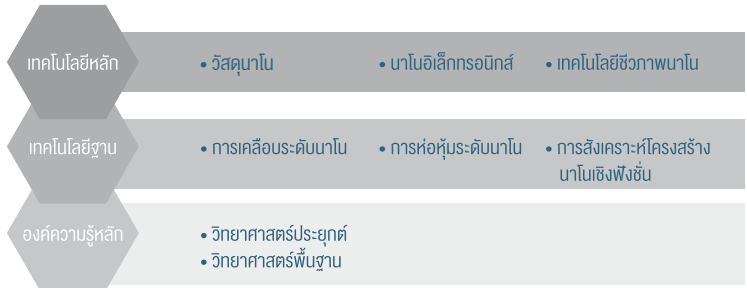 เทคโนโลยีหลัก
• วัสดุนาโน • นาโนอิเล็กทรอนิกส์ • เทคโนโลยีชีวภาพนาโน
เทคโนโลยีฐาน
• การเคลือบระดับนาโน • การห่อหุ้มระดับนาโน • การสังเคราะห์โครงสร้าง
นาโนเชิงฟังชั่น
องค์ความรู้หลัก
• วิทยาศาสตร์ประยุกต์
• วิทยาศาสตร์พื้นฐาน